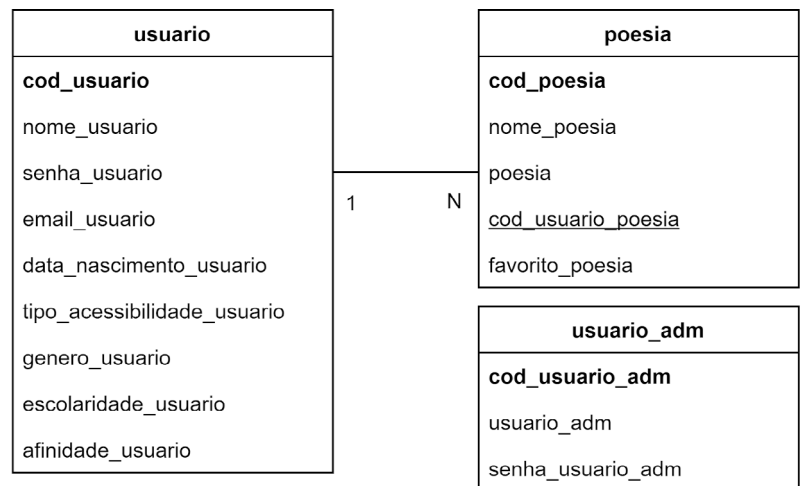 usuario
cod_usuario
nome_usuario
senha_usuario
email_usuario
data_nascimento_usuario
tipo_acessibilidade_usuario
genero_usuario
escolaridade_usuario
afinidade_usuario
1
N
poesia
cod_poesia
nome_poesia
poesia
cod_usuario_poesia
favorito_poesia
usuario_adm
cod_usuario_adm
usuario_adm
senha_usuario_adm